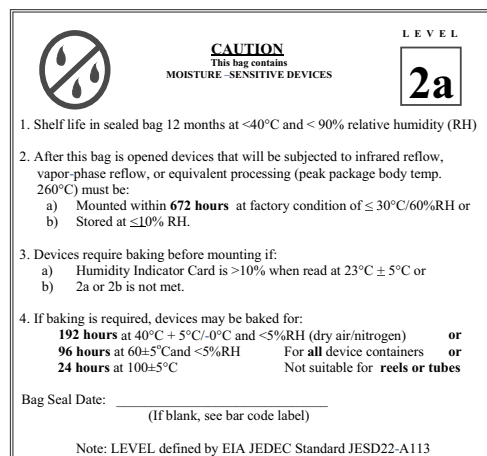 L E V E L
CAUTION
This bag contains
MOISTURE –SENSITIVE DEVICES
2a
1. Shelf life in sealed bag 12 months at <40°C and < 90% relative humidity (RH)
2. After this bag is opened devices that will be subjected to infrared reflow,
vapor-phase reflow, or equivalent processing (peak package body temp.
260°C) must be:
a) Mounted within 672 hours at factory condition of ≤ 30°C/60%RH or
b) Stored at ≤10% RH.
3. Devices require baking before mounting if:
a) Humidity Indicator Card is >10% when read at 23°C ± 5°C or
b) 2a or 2b is not met.
4. If baking is required, devices may be baked for:
192 hours at 40°C + 5°C/-0°C and <5%RH (dry air/nitrogen) or
96 hours at 60±5°Cand <5%RH For all device containers or
24 hours at 100±5°C Not suitable for reels or tubes
Bag Seal Date: ____________________
(If blank, see bar code label)
Note: LEVEL defined by EIA JEDEC Standard JESD22-A113